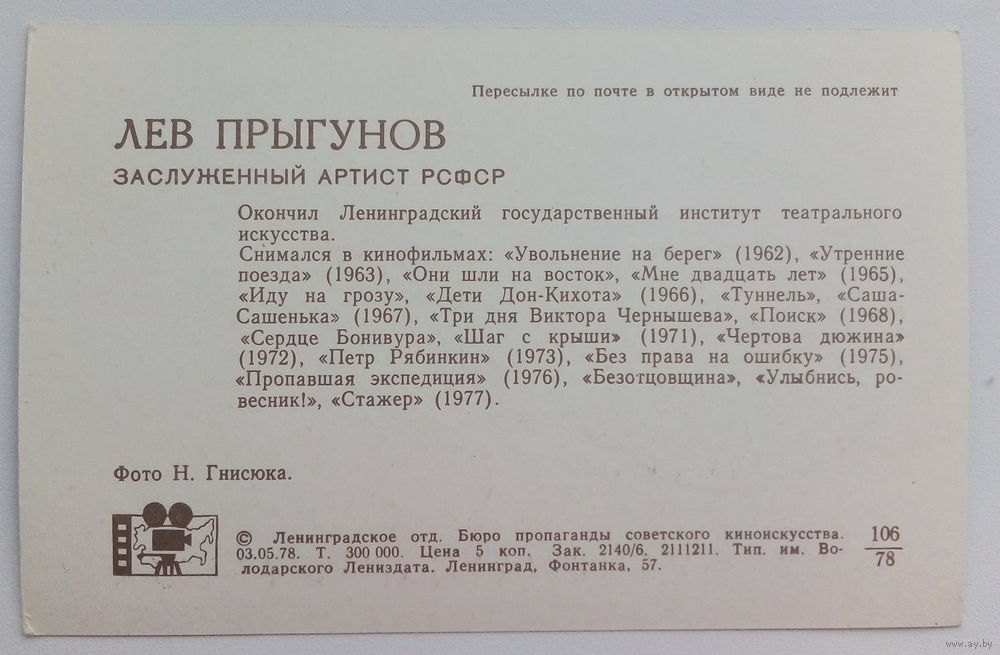 Пересылке по почте в открытом виде не подлежит
ЛЕВ ПРЫГУНОВ
ЗАСЛУЖЕННЫЙ АРТИСТ РСФСР
Окончил Ленинградский государственный институт театрального
искусства.
Снимался в кинофильмах: «Увольнение на берег» (1962), «Утренние
поезда» (1963), «Они шли на восток», «Мне двадцать лет» (1965),
«Иду на грозу», «Дети Дон-Кихота» (1966), «Туннель», «Саша-
Сашенька» (1967), «Три дня Виктора Чернышева», «Поиск» (1968),
«Сердце Бонивура», «Шаг с крыши» (1971), «Чертова дюжина»
(1972), «Петр Рябинкин» (1973), «Без права на ошибку» (1975),
«Пропавшая экспедиция» (1976), «Безотцовщина», «Улыбнись, ро-
весник!», «Стажер» (1977).
Фото Н. Гнисюка.
© Ленинградское отд. Бюро пропаганды советского киноискусства.
03.05.78. Т. 300 000. Цена 5 коп. Зак. 2140/6. 2111211. Тип. им. Во-
лодарского Лениздата. Ленинград, Фонтанка, 57.
106
78
www.ay.by